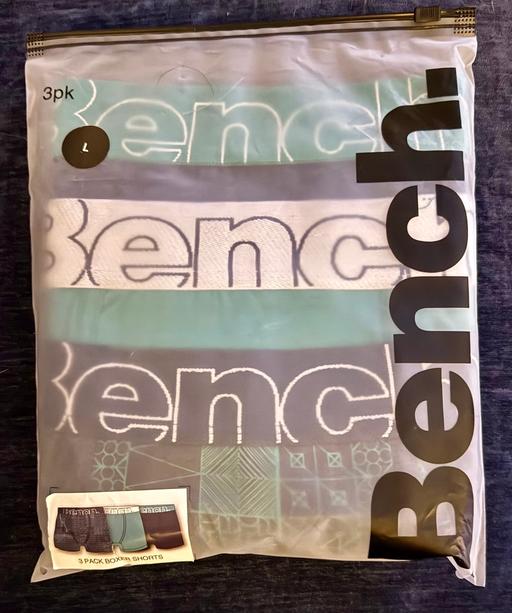 3pk
L
Bench
Bench
Bench
Bench.
3 PACK BOXER SHORTS